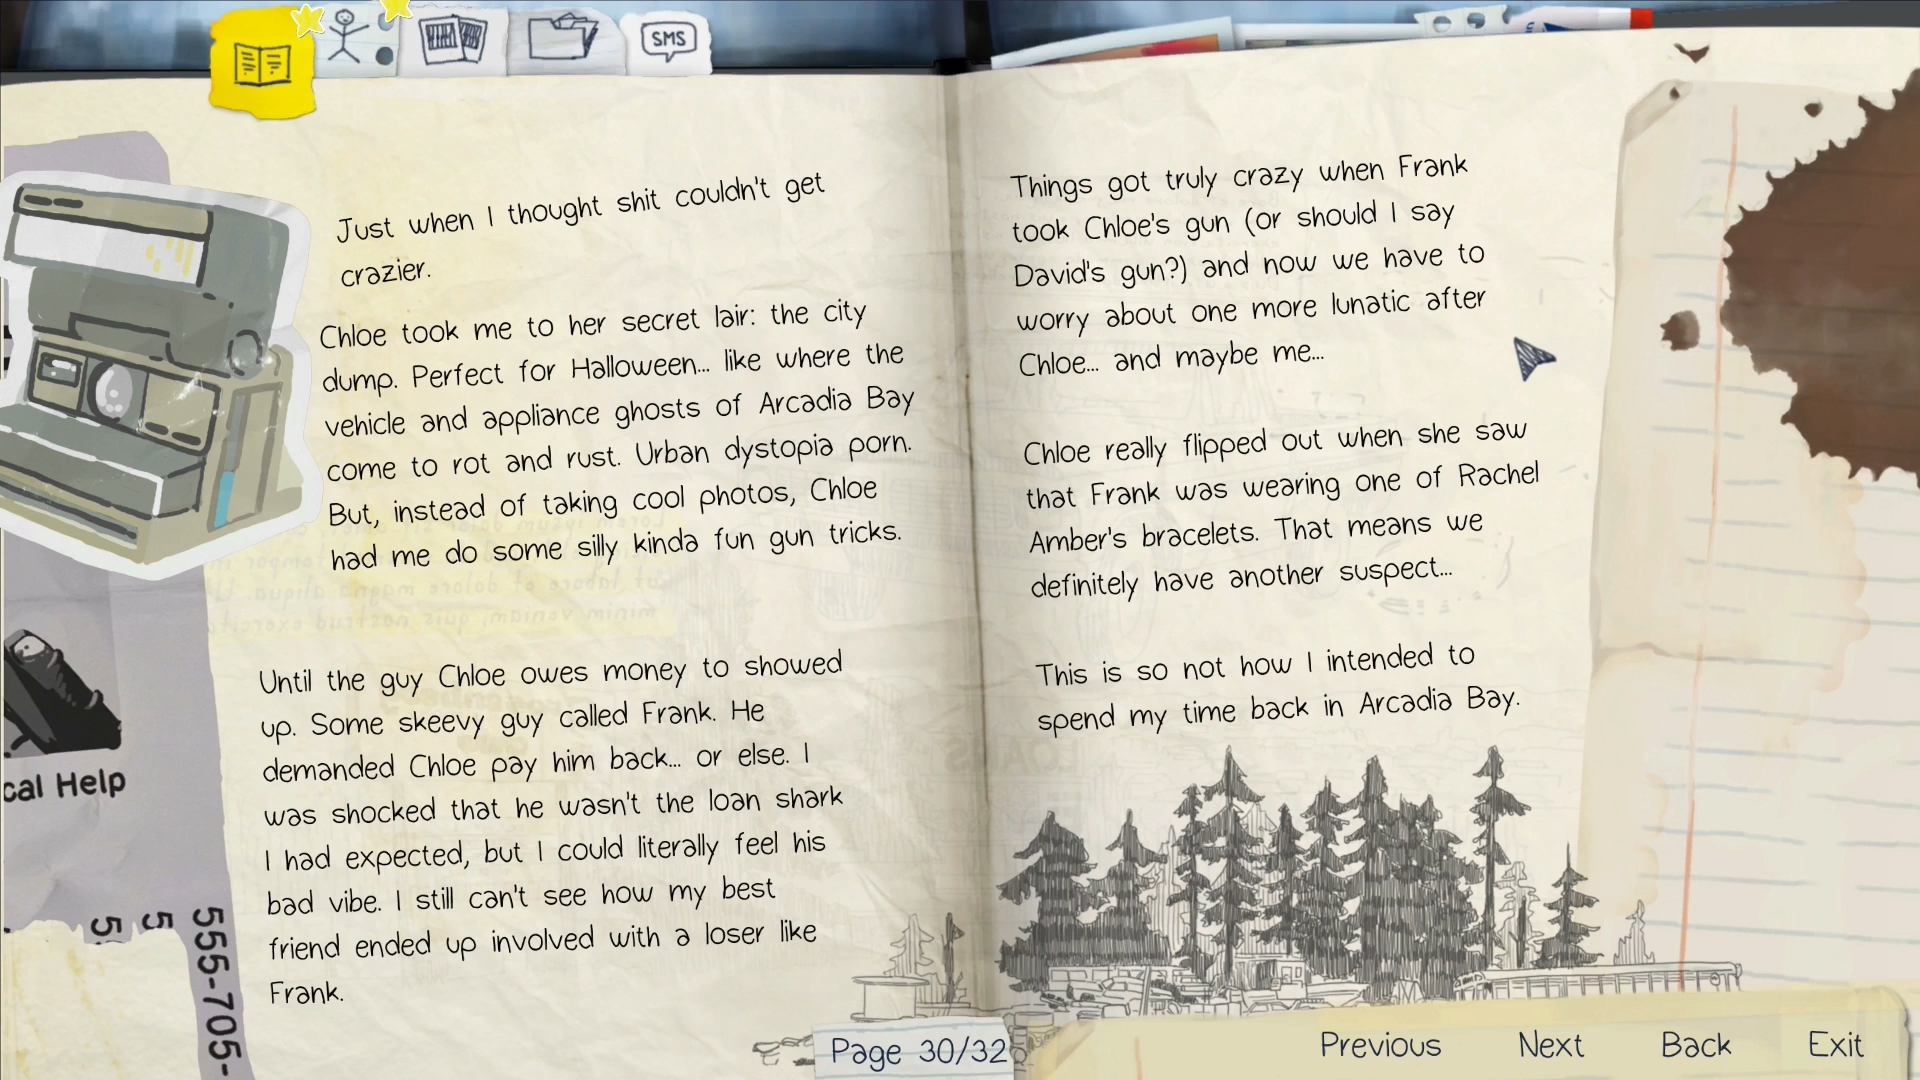 SMS
Just when I thought shit couldn't get
crazier.
Chloe took me to her secret lair: the city
dump. Perfect for Halloween... like where the
vehicle and appliance ghosts of Arcadia Bay
come to rot and rust. Urban dystopia porn.
But, instead of taking cool photos, Chloe
had me do some silly kinda fun gun tricks.
Until the guy Chloe owes money to showed
up. Some skeevy guy called Frank. He
demanded Chloe pay him back... or else. I
was shocked that he wasn't the loan shark
I had expected, but I could literally feel his
bad vibe. I still can't see how my best
friend ended up involved with a loser like
Frank.
cal Help
5
5
555-705-
Things got truly crazy when Frank
took Chloe's gun (or should I say
David's gun?) and now we have to
worry about one more lunatic after
Chloe... and maybe me...
Chloe really flipped out when she saw
that Frank was wearing one of Rachel
Amber's bracelets. That means we
definitely have another suspect...
This is so not how I intended to
spend my time back in Arcadia Bay.
Page 30/32
Previous Next Back Exit